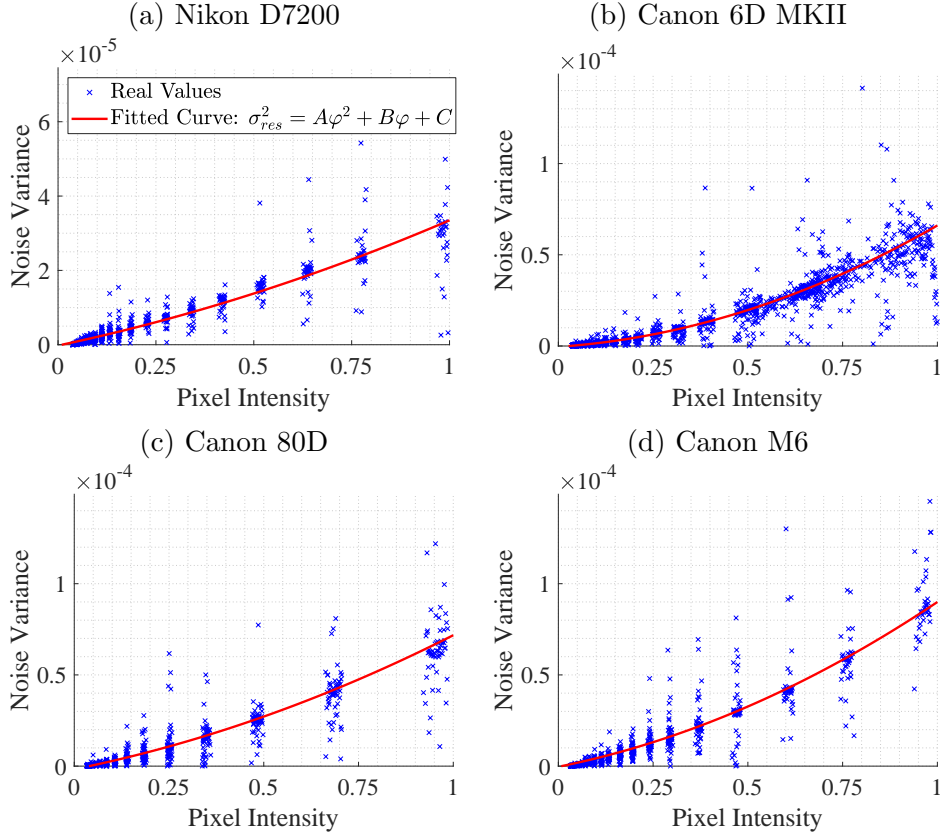 (a) Nikon D7200
×10^-5
Real Values
Fitted Curve: σ²_res = Aφ² + Bφ + C
Noise Variance
6
4
2
0
0 0.25 0.5 0.75 1
Pixel Intensity
(b) Canon 6D MKII
×10^-4
Noise Variance
1
0.5
0
0 0.25 0.5 0.75 1
Pixel Intensity
(c) Canon 80D
×10^-4
Noise Variance
1
0.5
0
0 0.25 0.5 0.75 1
Pixel Intensity
(d) Canon M6
×10^-4
Noise Variance
1
0.5
0
0 0.25 0.5 0.75 1
Pixel Intensity